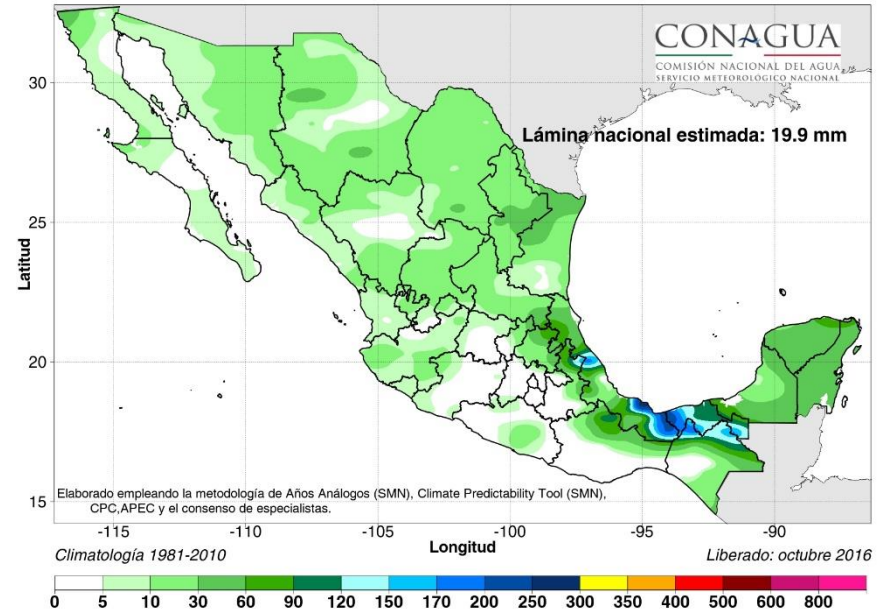 CONAGUA
COMISIÓN NACIONAL DEL AGUA
SERVICIO METEOROLÓGICO NACIONAL
Lámina nacional estimada: 19.9 mm
30
25
20
15
Latitud
Elaborado empleando la metodología de Años Análogos (SMN), Climate Predictability Tool (SMN),
CPC,APEC y el consenso de especialistas.
-115 -110 -105 -100 -95 -90
Longitud
Climatología 1981-2010
Liberado: octubre 2016
0 5 10 30 60 90 120 150 170 200 250 300 350 400 500 600 800